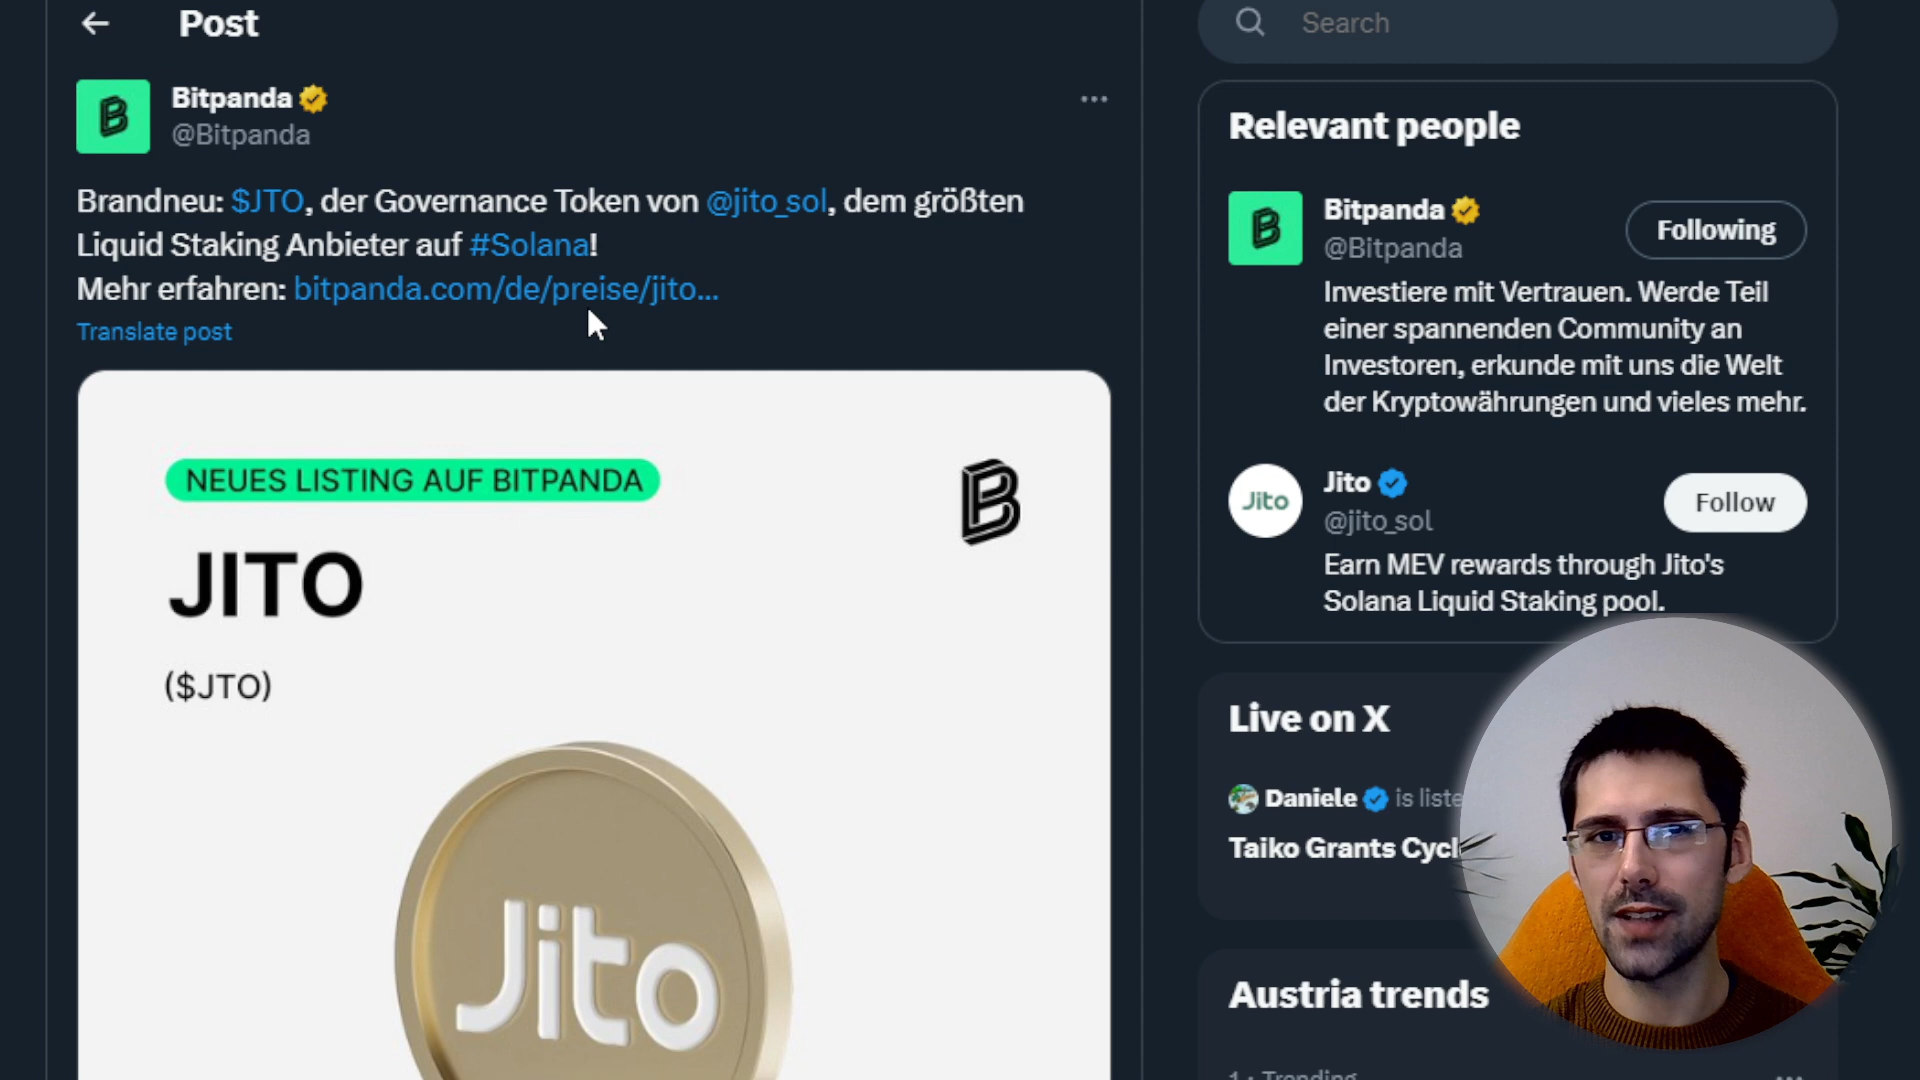 Post
Bitpanda
@Bitpanda
Brandneu: $JTO, der Governance Token von @jito_sol, dem größten
Liquid Staking Anbieter auf #Solana!
Mehr erfahren: bitpanda.com/de/preise/jito...
Translate post
NEUES LISTING AUF BITPANDA
JITO
($JTO)
Jito
Search
Relevant people
Bitpanda
@Bitpanda
Following
Investiere mit Vertrauen. Werde Teil
einer spannenden Community an
Investoren, erkunde mit uns die Welt
der Kryptowährungen und vieles mehr.
Jito
Jito
@jito_sol
Follow
Earn MEV rewards through Jito's
Solana Liquid Staking pool.
Live on X
Daniele is liste
Taiko Grants Cycl
Austria trends
1 · Trending